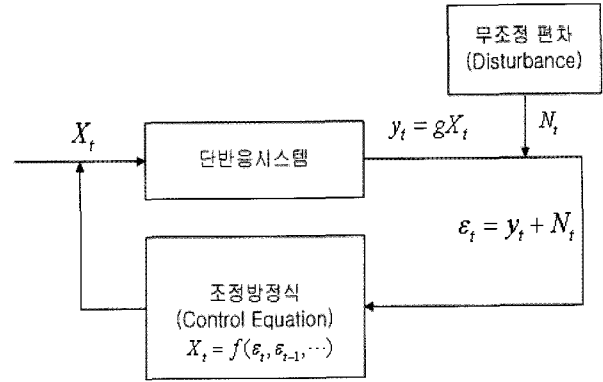 무조정 편차
(Disturbance)
X_t
y_t = gX_t
N_t
단반응시스템
ε_t = y_t + N_t
조정방정식
(Control Equation)
X_t = f(ε_t, ε_{t-1}, ⋯)